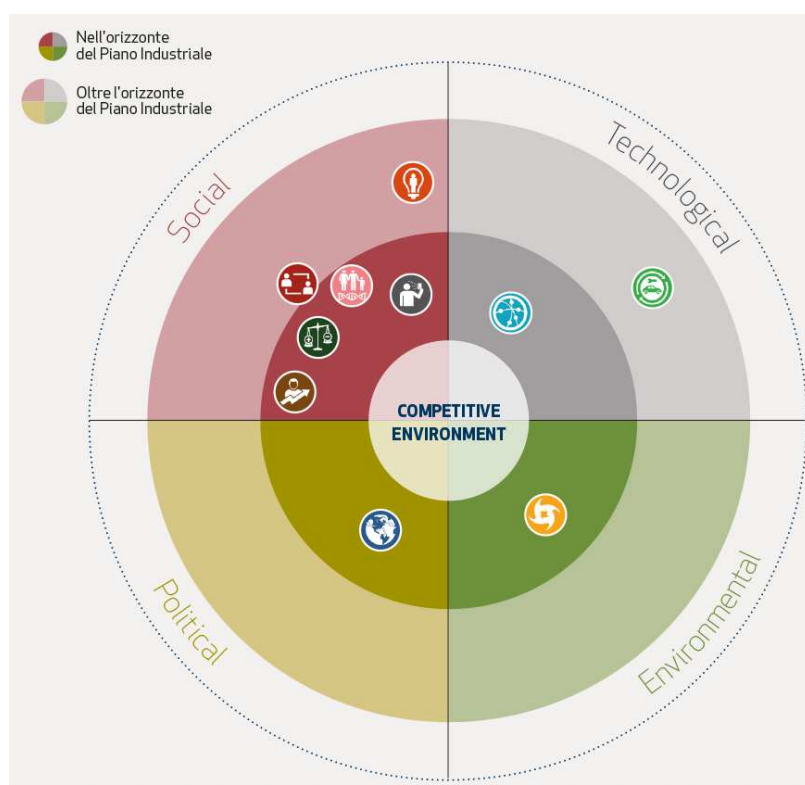 Nell'orizzonte
del Piano Industriale
Oltre l'orizzonte
del Piano Industriale
Social
Technological
COMPETITIVE
ENVIRONMENT
Political
Environmental